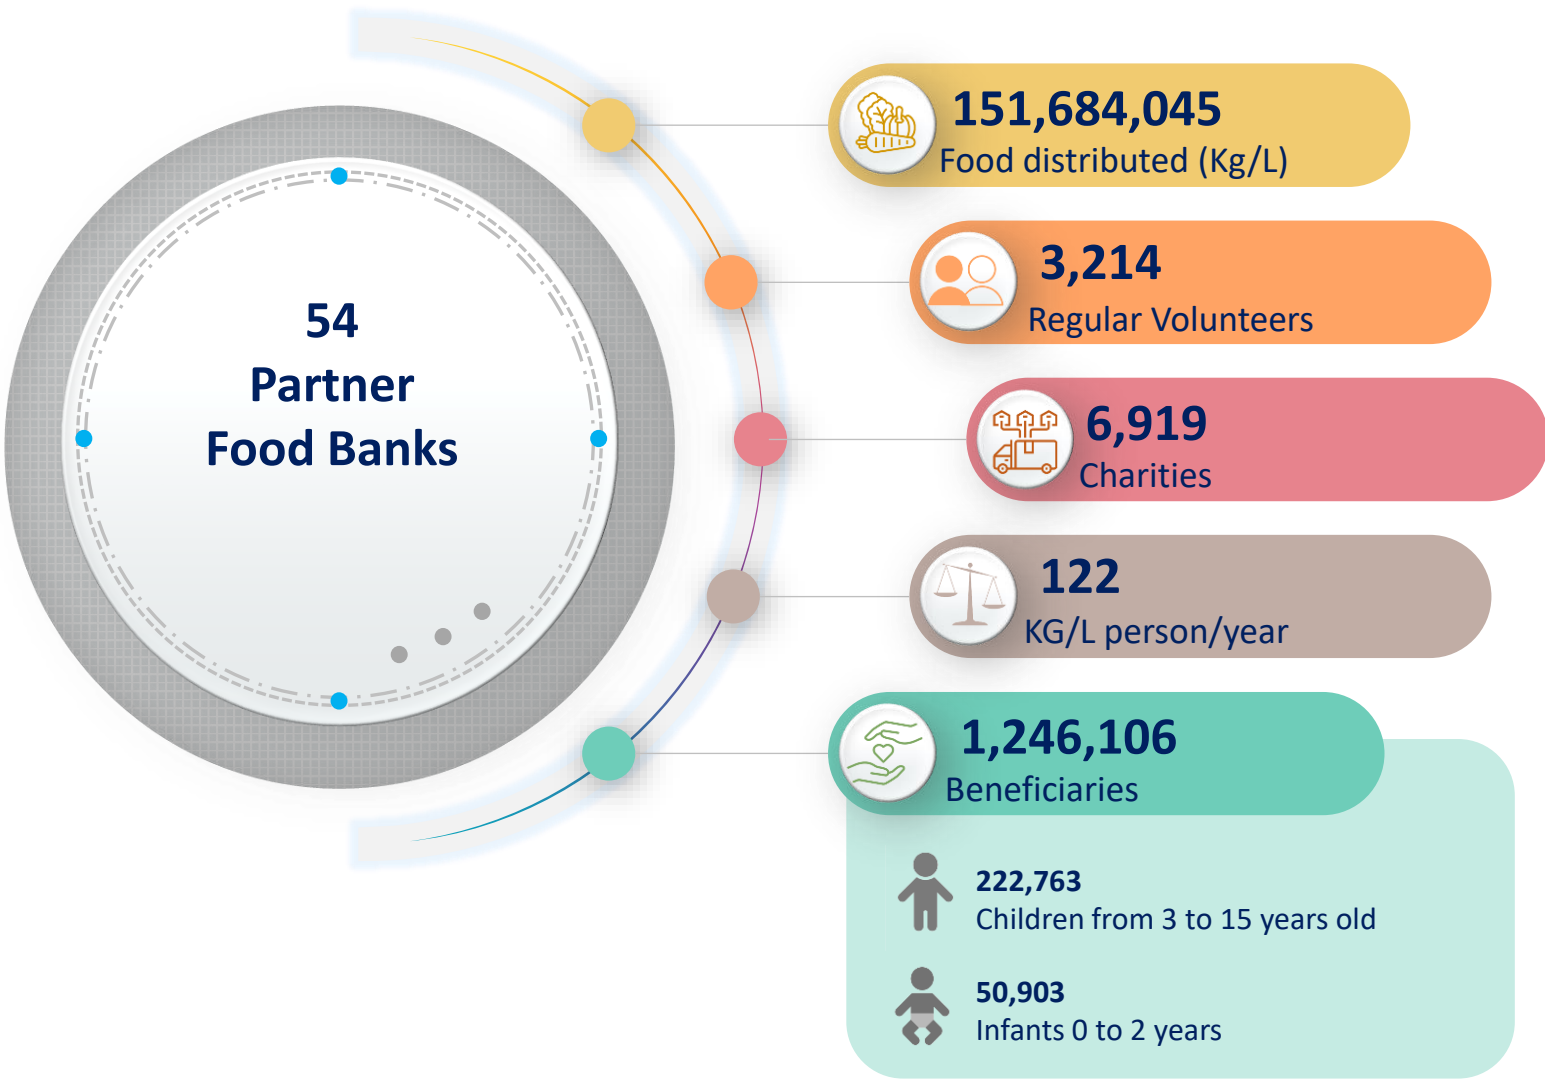 54
Partner
Food Banks
151,684,045
Food distributed (Kg/L)
3,214
Regular Volunteers
6,919
Charities
122
KG/L person/year
1,246,106
Beneficiaries
222,763
Children from 3 to 15 years old
50,903
Infants 0 to 2 years